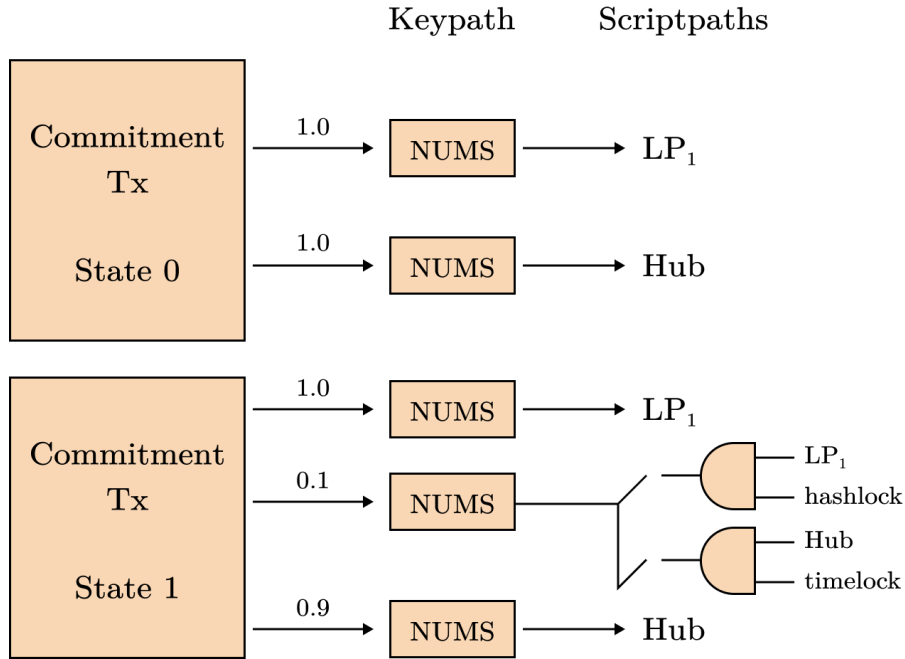 Keypath Scriptpaths
Commitment
Tx
State 0
1.0 NUMS LP₁
1.0 NUMS Hub
Commitment
Tx
State 1
1.0 NUMS LP₁
0.1 NUMS
LP₁
hashlock
Hub
timelock
0.9 NUMS Hub